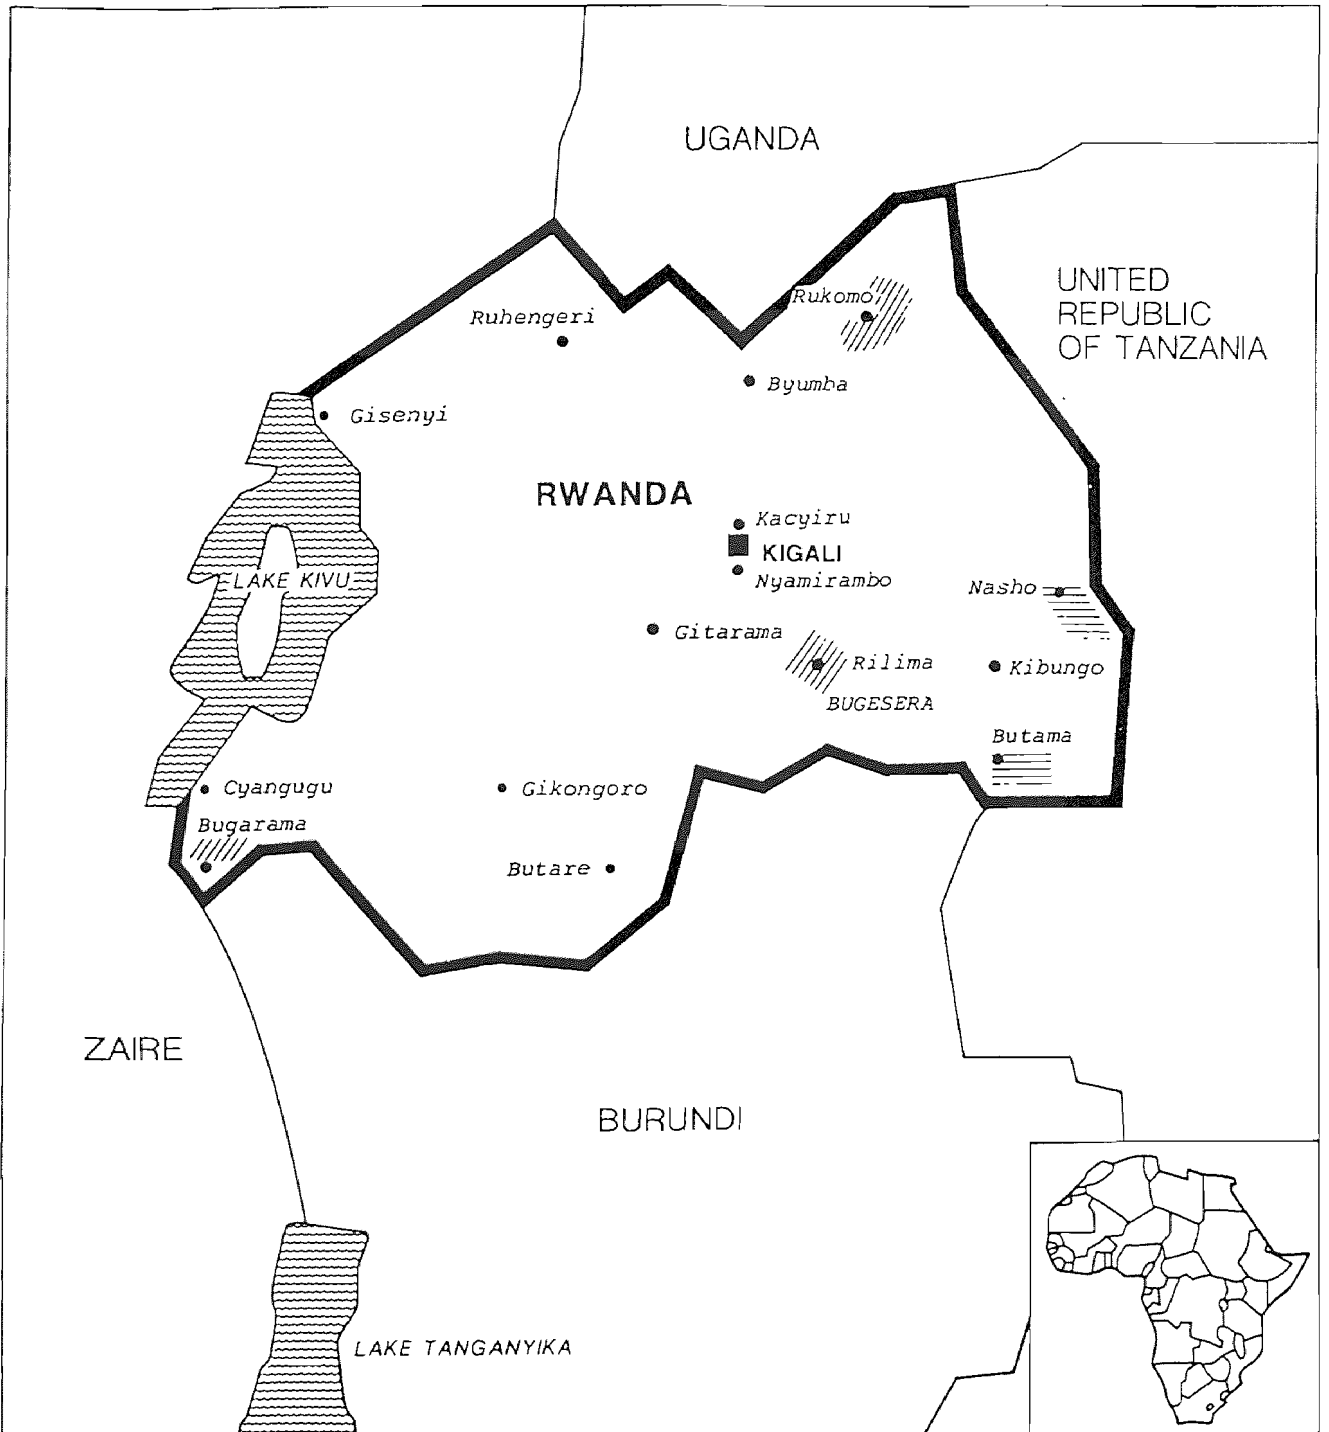 UGANDA
UNITED
REPUBLIC
OF TANZANIA
Rukomo
Ruhengeri
Byumba
Gisenyi
RWANDA
Kacyiru
KIGALI
Nyamirambo
LAKE KIVU
Nasho
Gitarama
Rilima
Kibungo
BUGESERA
Butama
Cyangugu
Gikongoro
Bugarama
Butare
ZAIRE
BURUNDI
LAKE TANGANYIKA